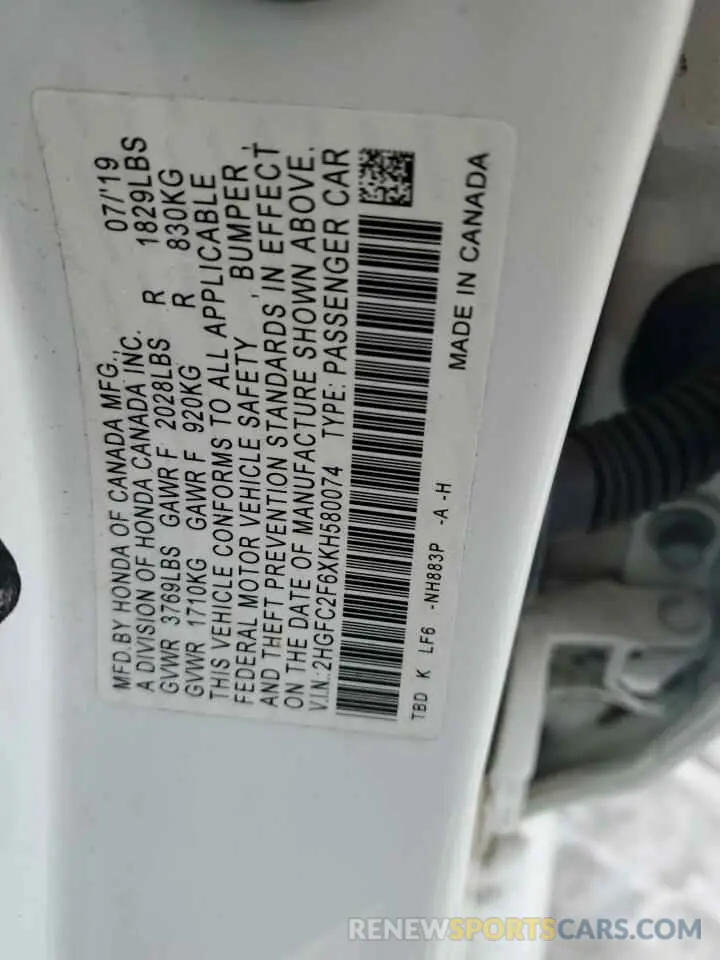 MFD.BY HONDA OF CANADA MFG., 07/'19
A DIVISION OF HONDA CANADA INC.
GVWR 3769LBS GAWR F 2028LBS R 1829LBS
GVWR 1710KG GAWR F 920KG R 830KG
THIS VEHICLE CONFORMS TO ALL APPLICABLE
FEDERAL MOTOR VEHICLE SAFETY , BUMPER ,
AND THEFT PREVENTION STANDARDS IN EFFECT
ON THE DATE OF MANUFACTURE SHOWN ABOVE.
V.I.N.:2HGFC2F6XKH580074 TYPE: PASSENGER CAR
TBD K LF6 -NH883P -A -H
MADE IN CANADA
RENEWSPORTSCARS.COM